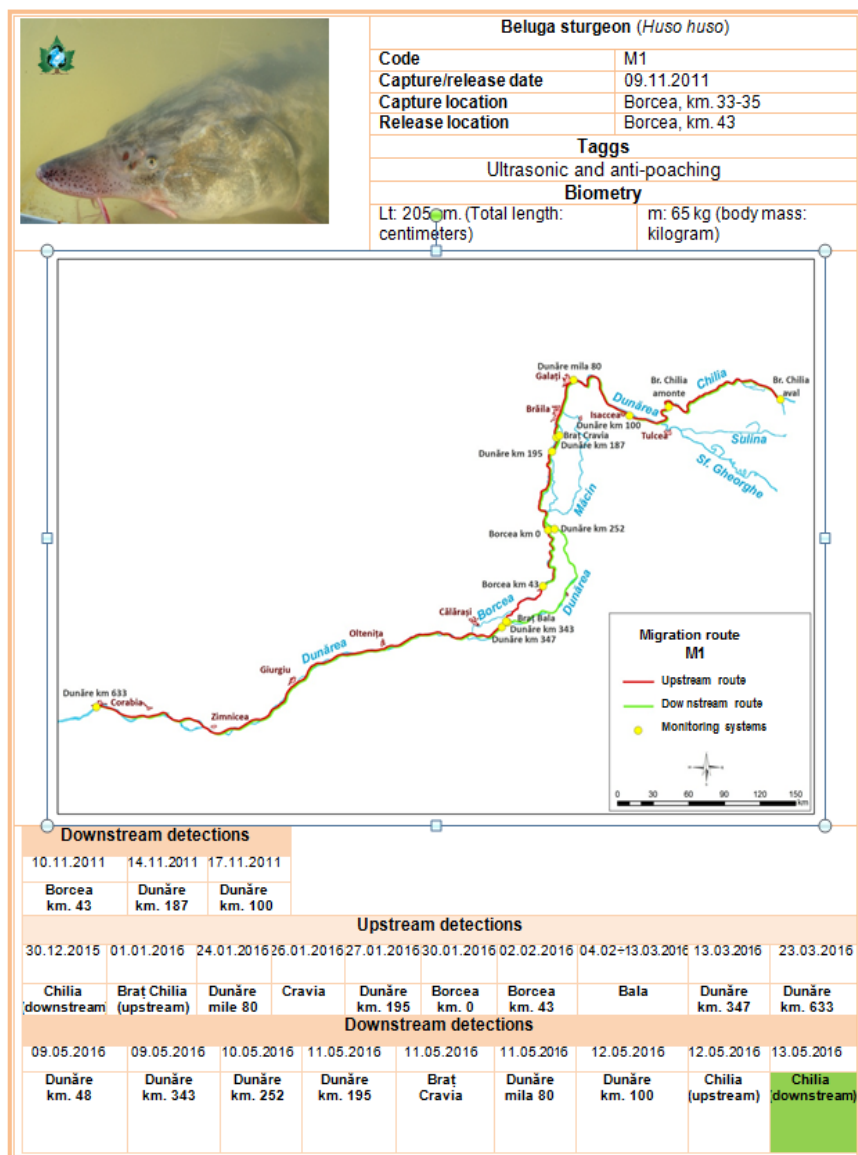 Beluga sturgeon (Huso huso)
Code M1
Capture/release date 09.11.2011
Capture location Borcea, km. 33-35
Release location Borcea, km. 43
Taggs
Ultrasonic and anti-poaching
Biometry
Lt: 205 m. (Total length: centimeters)
m: 65 kg (body mass: kilogram)
Dunăre mila 80
Galați
Br. Chilia amonte
Chilia
Br. Chilia aval
Brăila
Dunărea
Isaccea
Dunăre km 100
Braț Cravia
Dunăre km 187
Tulcea
Sulina
Dunăre km 195
Sf. Gheorghe
Măcin
Borcea km 0
Dunăre km 252
Borcea km 43
Dunărea
Borcea
Călărași
Braț Bala
Oltenița
Dunăre km 343
Dunăre km 347
Dunărea
Giurgiu
Dunăre km 633
Corabia
Zimnicea
Migration route
M1
Upstream route
Downstream route
Monitoring systems
0 30 60 90 120 150
km
Downstream detections
10.11.2011 14.11.2011 17.11.2011
Borcea km. 43 Dunăre km. 187 Dunăre km. 100
Upstream detections
30.12.2015 01.01.2016 24.01.2016 26.01.2016 27.01.2016 30.01.2016 02.02.2016 04.02÷13.03.2016 13.03.2016 23.03.2016
Chilia (downstream) Braț Chilia (upstream) Dunăre mile 80 Cravia Dunăre km. 195 Borcea km. 0 Borcea km. 43 Bala Dunăre km. 347 Dunăre km. 633
Downstream detections
09.05.2016 09.05.2016 10.05.2016 11.05.2016 11.05.2016 11.05.2016 12.05.2016 12.05.2016 13.05.2016
Dunăre km. 48 Dunăre km. 343 Dunăre km. 252 Dunăre km. 195 Braț Cravia Dunăre mila 80 Dunăre km. 100 Chilia (upstream) Chilia (downstream)